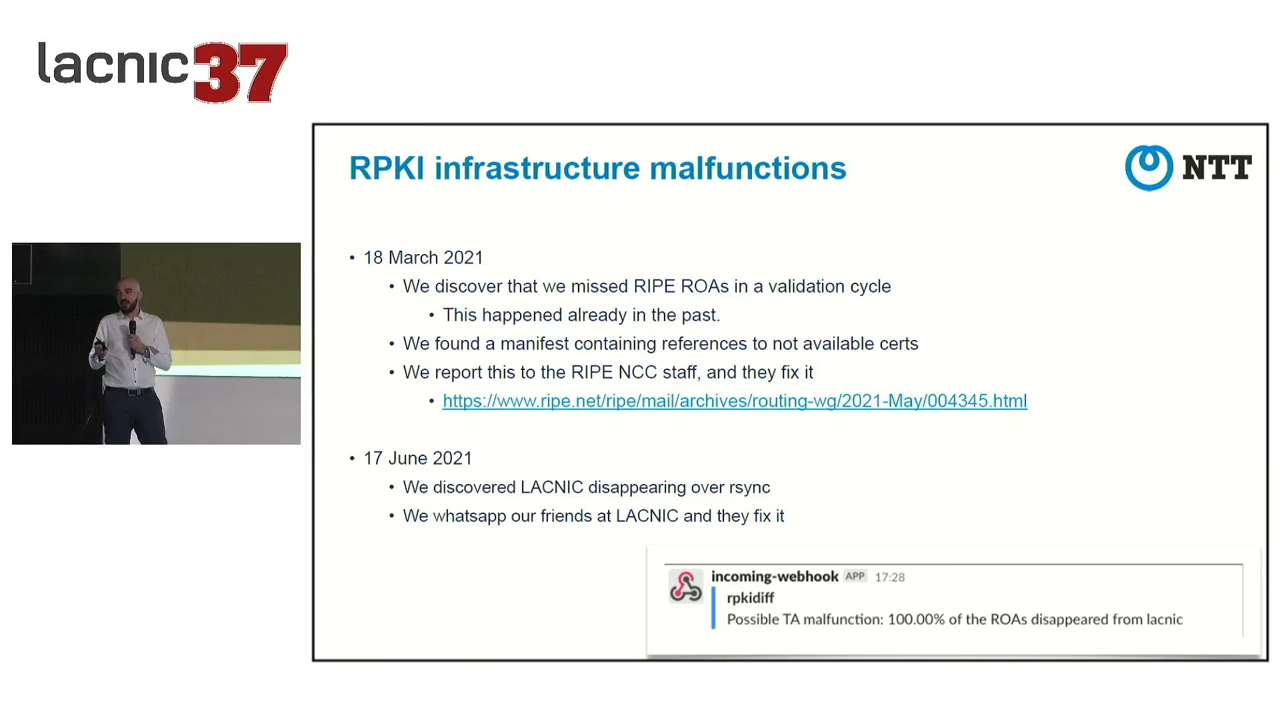 lacnic37
RPKI infrastructure malfunctions
NTT
• 18 March 2021
• We discover that we missed RIPE ROAs in a validation cycle
• This happened already in the past.
• We found a manifest containing references to not available certs
• We report this to the RIPE NCC staff, and they fix it
• https://www.ripe.net/ripe/mail/archives/routing-wg/2021-May/004345.html
• 17 June 2021
• We discovered LACNIC disappearing over rsync
• We whatsapp our friends at LACNIC and they fix it
incoming-webhook APP 17:28
rpkidiff
Possible TA malfunction: 100.00% of the ROAs disappeared from lacnic